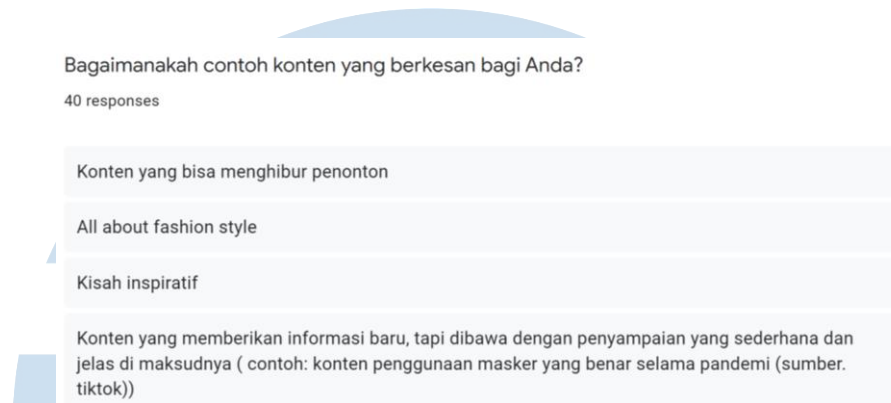 Bagaimanakah contoh konten yang berkesan bagi Anda?
40 responses
Konten yang bisa menghibur penonton
All about fashion style
Kisah inspiratif
Konten yang memberikan informasi baru, tapi dibawa dengan penyampaian yang sederhana dan
jelas di maksudnya ( contoh: konten penggunaan masker yang benar selama pandemi (sumber.
tiktok))